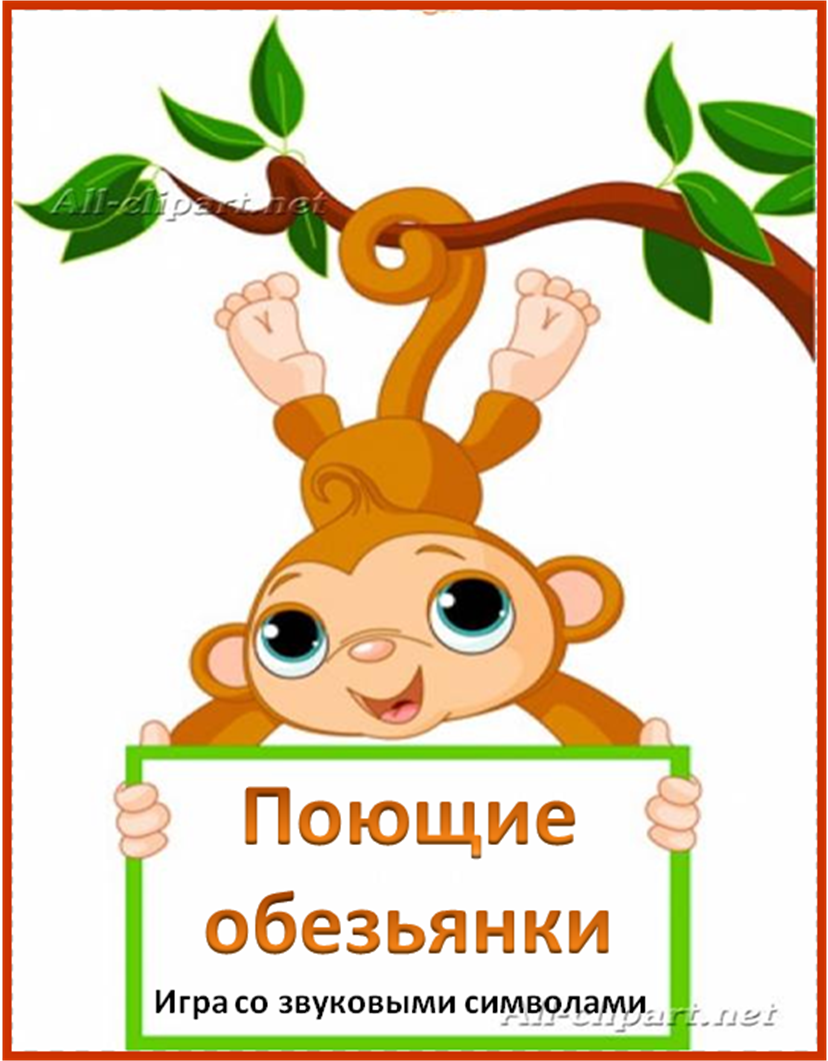 All-clipart.net
Поющие
обезьянки
Игра со звуковыми символами
All-clipart.net